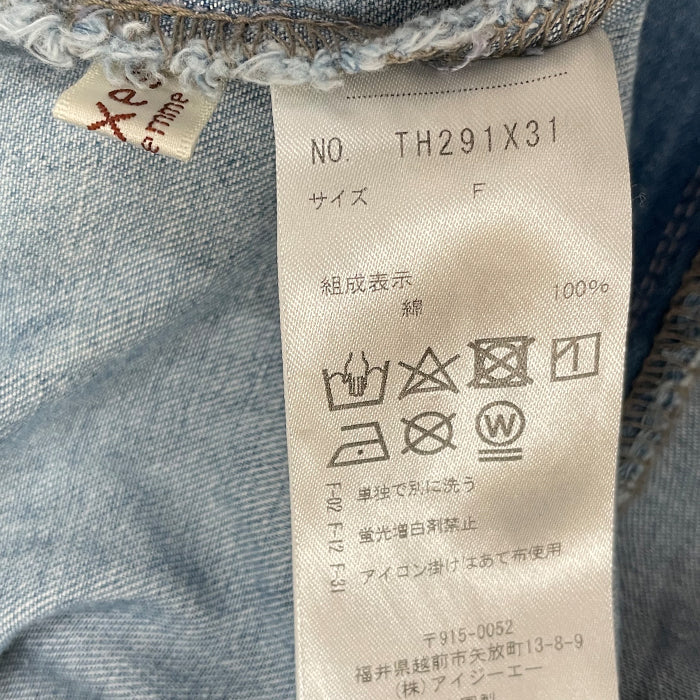 NO. TH291X31
サイズ F
組成表示
綿 100%
W
F-02 単独で別に洗う
F-12 蛍光増白剤禁止
F-31 アイコン掛けはあて布使用
〒915-0052
福井県越前市矢放町13-8-9
(株)アイジーエー